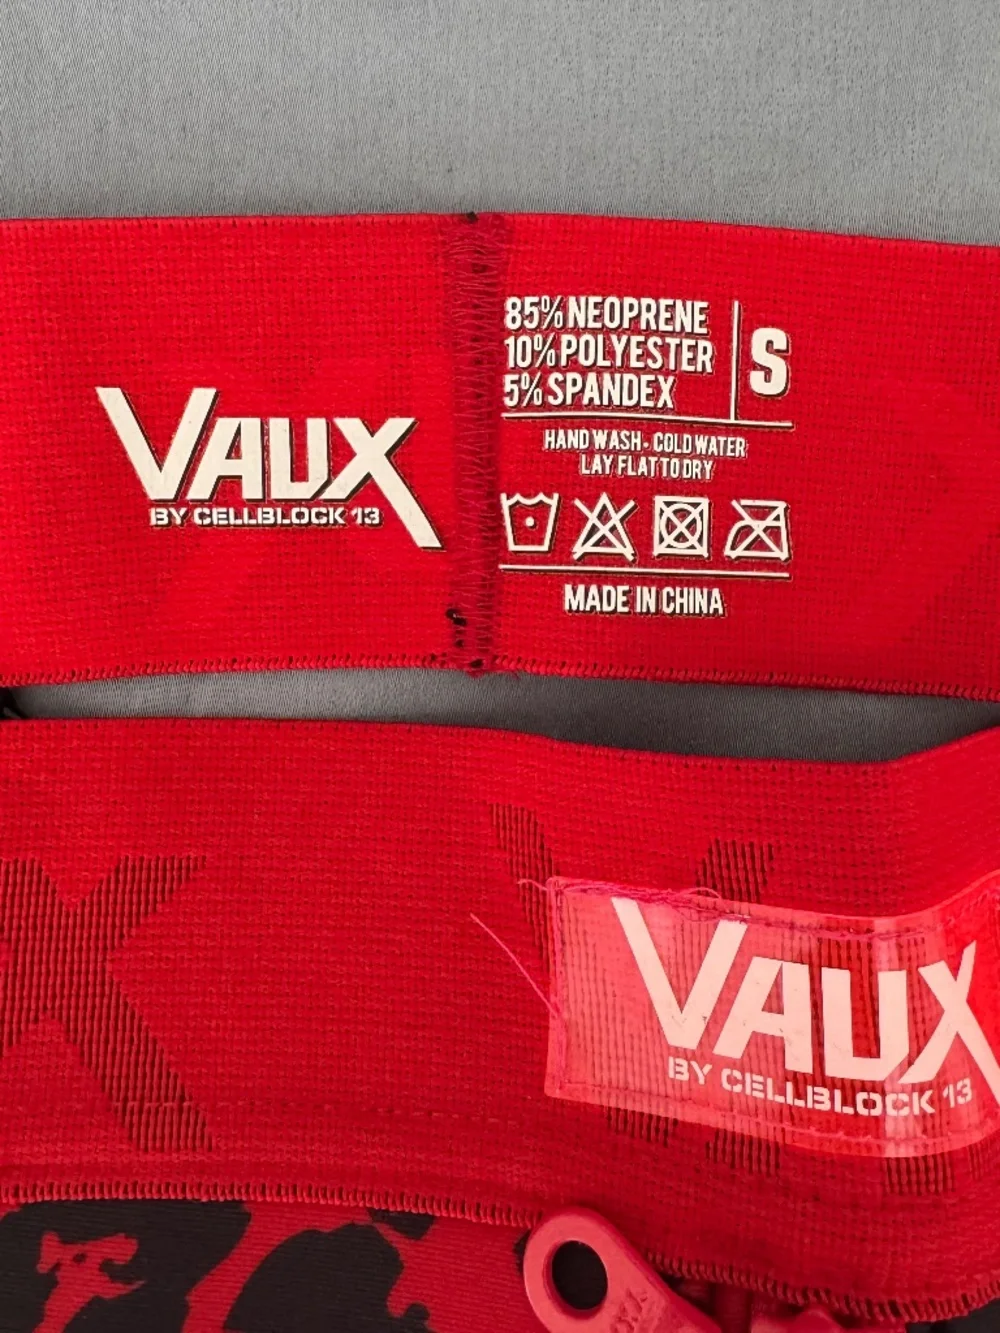 VAUX
BY CELLBLOCK 13
85% NEOPRENE
10% POLYESTER
5% SPANDEX
S
HAND WASH - COLD WATER
LAY FLAT TO DRY
MADE IN CHINA
VAUX
BY CELLBLOCK 13